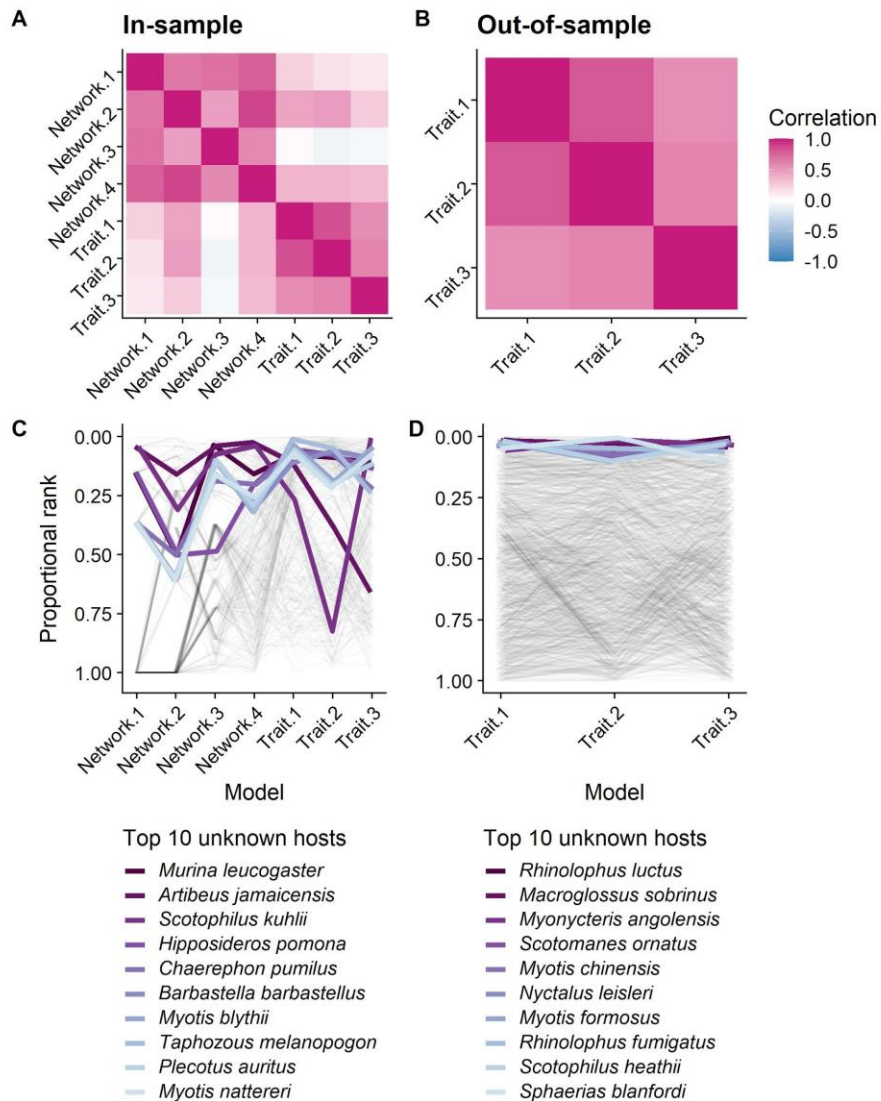 A
In-sample
Network.1
Network.2
Network.3
Network.4
Trait.1
Trait.2
Trait.3
Network.1
Network.2
Network.3
Network.4
Trait.1
Trait.2
Trait.3
B
Out-of-sample
Trait.1
Trait.2
Trait.3
Trait.1
Trait.2
Trait.3
Correlation
1.0
0.5
0.0
-0.5
-1.0
C
Proportional rank
0.00
0.25
0.50
0.75
1.00
Network.1
Network.2
Network.3
Network.4
Trait.1
Trait.2
Trait.3
Model
D
0.00
0.25
0.50
0.75
1.00
Trait.1
Trait.2
Trait.3
Model
Top 10 unknown hosts
Murina leucogaster
Artibeus jamaicensis
Scotophilus kuhlii
Hipposideros pomona
Chaerephon pumilus
Barbastella barbastellus
Myotis blythii
Taphozous melanopogon
Plecotus auritus
Myotis nattereri
Top 10 unknown hosts
Rhinolophus luctus
Macroglossus sobrinus
Myonycteris angolensis
Scotomanes ornatus
Myotis chinensis
Nyctalus leisleri
Myotis formosus
Rhinolophus fumigatus
Scotophilus heathii
Sphaerias blanfordi